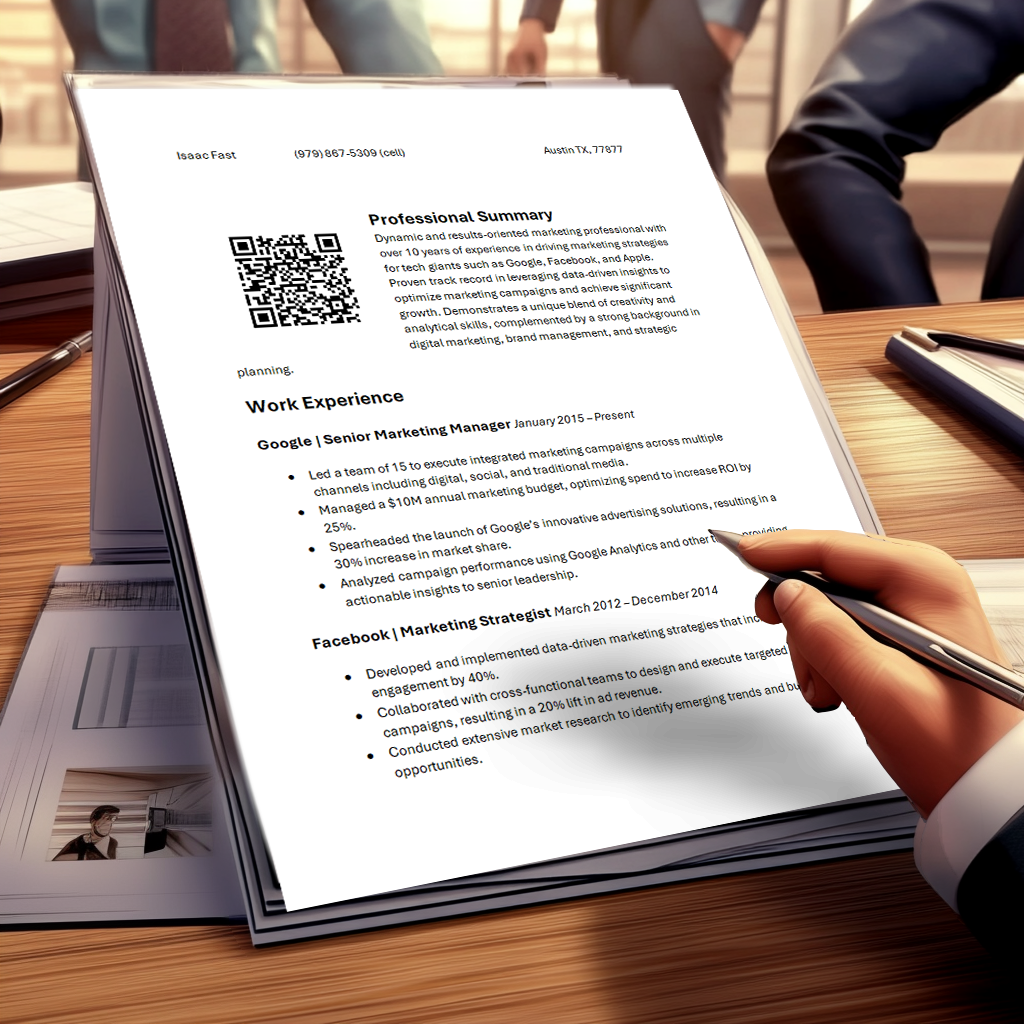 Isaac Fast (979) 867-5309 (cell) Austin TX, 77877
Professional Summary
Dynamic and results-oriented marketing professional with
over 10 years of experience in driving marketing strategies
for tech giants such as Google, Facebook, and Apple.
Proven track record in leveraging data-driven insights to
optimize marketing campaigns and achieve significant
growth. Demonstrates a unique blend of creativity and
analytical skills, complemented by a strong background in
digital marketing, brand management, and strategic
planning.
Work Experience
Google | Senior Marketing Manager January 2015 – Present
• Led a team of 15 to execute integrated marketing campaigns across multiple
channels including digital, social, and traditional media.
• Managed a $10M annual marketing budget, optimizing spend to increase ROI by
25%.
• Spearheaded the launch of Google's innovative advertising solutions, resulting in a
30% increase in market share.
• Analyzed campaign performance using Google Analytics and other providing
actionable insights to senior leadership.
Facebook | Marketing Strategist March 2012 – December 2014
• Developed and implemented data-driven marketing strategies that
engagement by 40%.
• Collaborated with cross-functional teams to design and execute targeted
campaigns, resulting in a 20% lift in ad revenue.
• Conducted extensive market research to identify emerging trends and
opportunities.